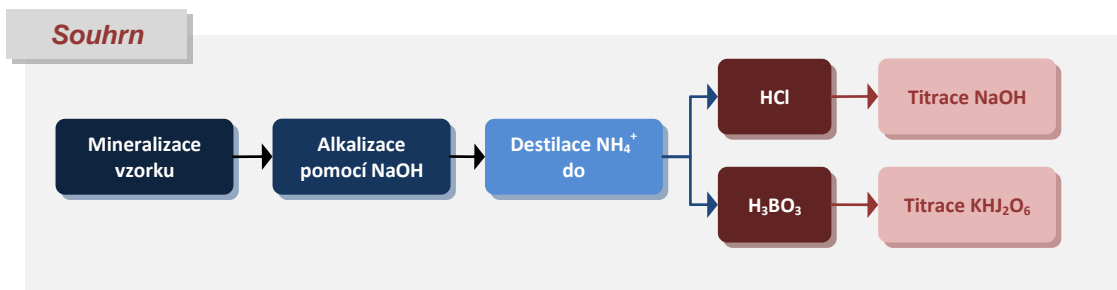 Souhrn
Mineralizace
vzorku
Alkalizace
pomocí NaOH
Destilace NH₄⁺
do
HCl
Titrace NaOH
H₃BO₃
Titrace KHJ₂O₆